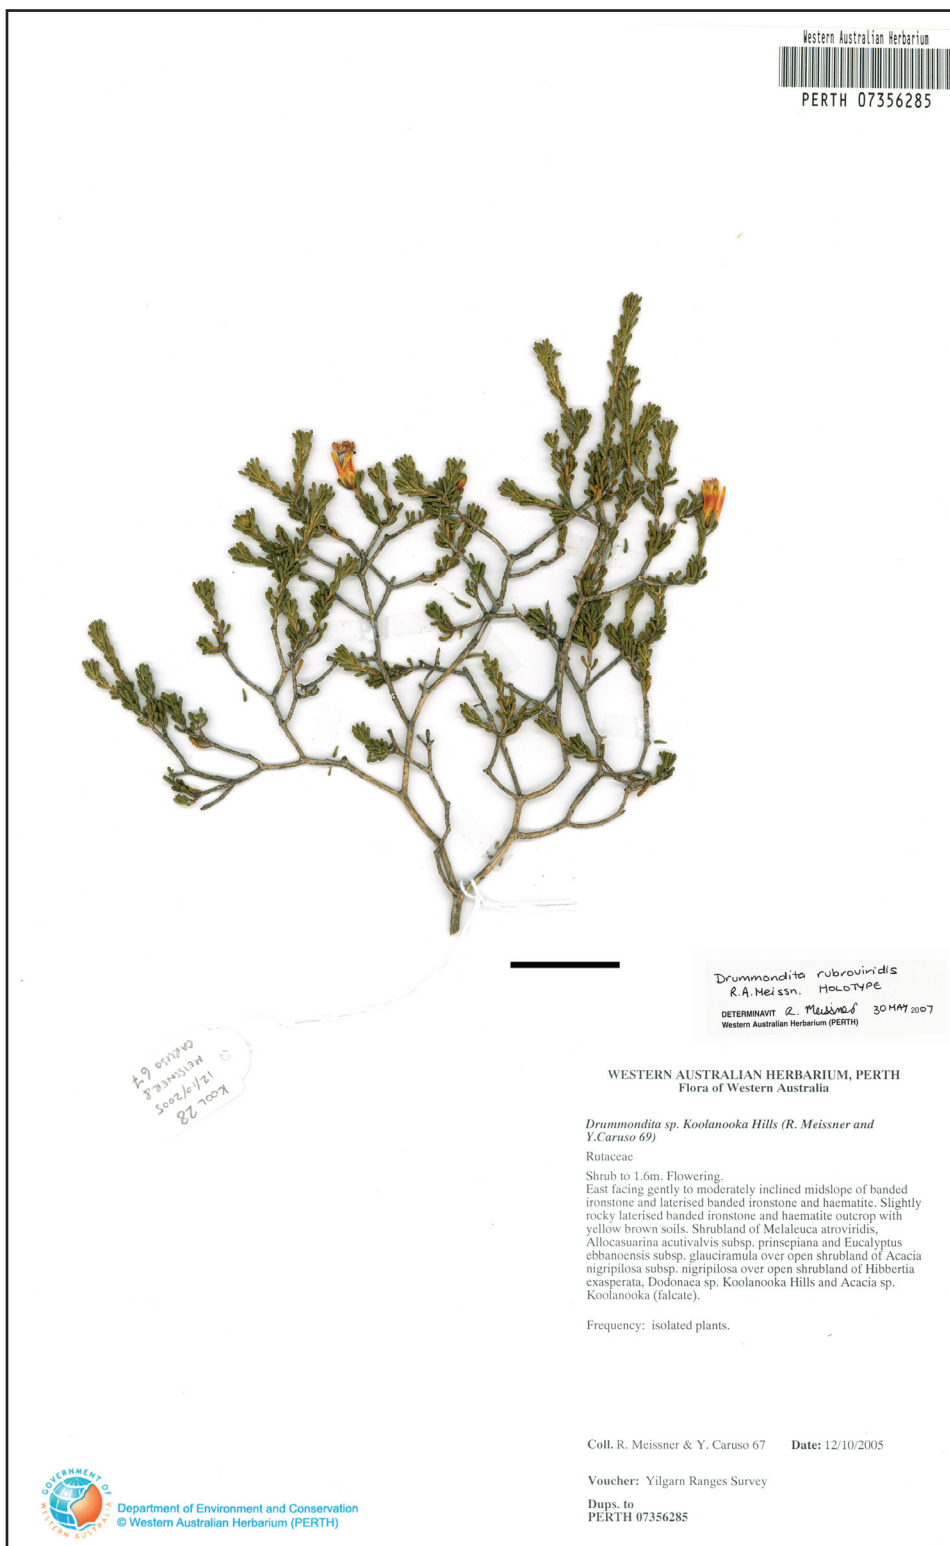 Western Australian Herbarium
PERTH 07356285
Drummondita rubroviridis
R.A.Meissn. HOLOTYPE
DETERMINAVIT R. Meissner 30 MAY 2007
Western Australian Herbarium (PERTH)
KOOL 28
12/10/2005
MEISSNER &
CARUSO 67
WESTERN AUSTRALIAN HERBARIUM, PERTH
Flora of Western Australia
Drummondita sp. Koolanooka Hills (R. Meissner and
Y.Caruso 69)
Rutaceae
Shrub to 1.6m. Flowering.
East facing gently to moderately inclined midslope of banded
ironstone and laterised banded ironstone and haematite. Slightly
rocky laterised banded ironstone and haematite outcrop with
yellow brown soils. Shrubland of Melaleuca atroviridis,
Allocasuarina acutivalvis subsp. prinsepiana and Eucalyptus
ebbanoensis subsp. glauciramula over open shrubland of Acacia
nigripilosa subsp. nigripilosa over open shrubland of Hibbertia
exasperata, Dodonaea sp. Koolanooka Hills and Acacia sp.
Koolanooka (falcate).
Frequency: isolated plants.
Coll. R. Meissner & Y. Caruso 67 Date: 12/10/2005
Voucher: Yilgarn Ranges Survey
Dups. to
PERTH 07356285
GOVERNMENT OF
WESTERN AUSTRALIA
Department of Environment and Conservation
© Western Australian Herbarium (PERTH)